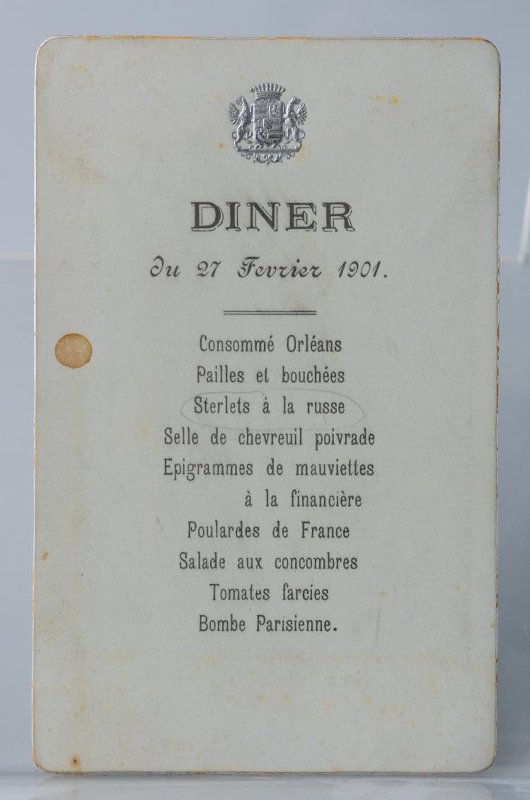 DINER
du 27 Fevrier 1901.
Consommé Orléans
Pailles et bouchées
Sterlets à la russe
Selle de chevreuil poivrade
Epigrammes de mauviettes
à la financière
Poulardes de France
Salade aux concombres
Tomates farcies
Bombe Parisienne.